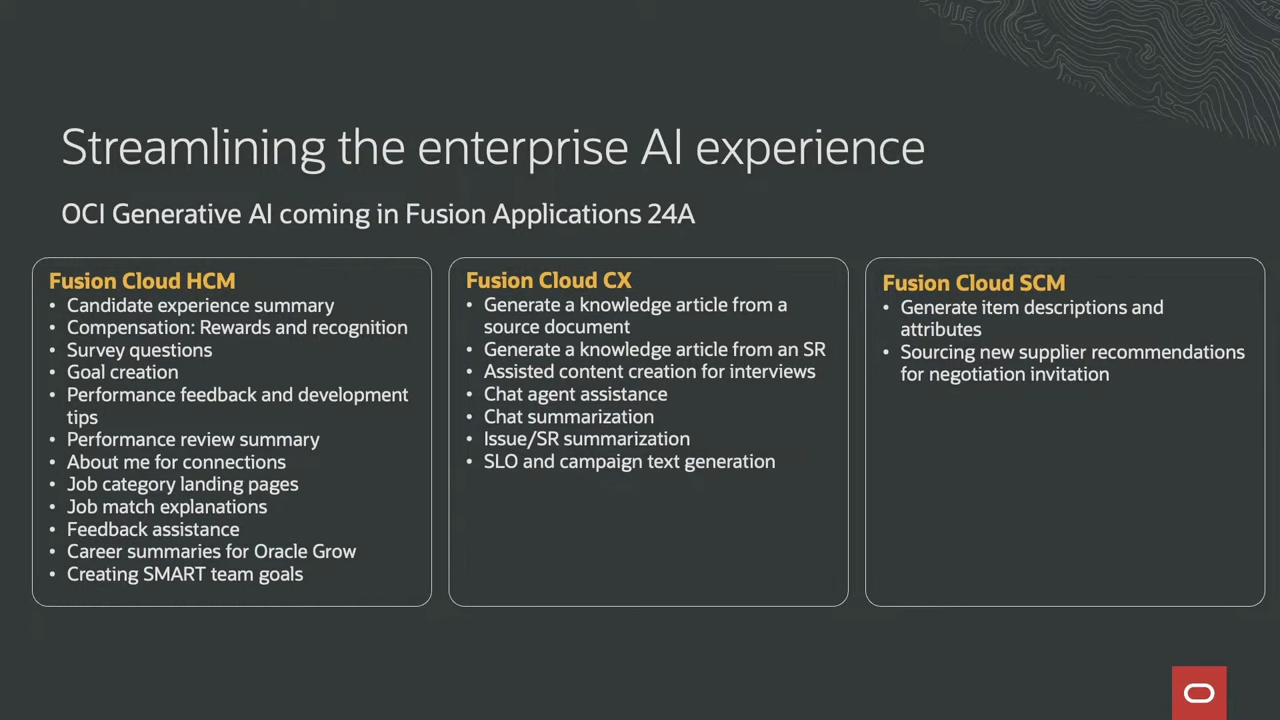 Streamlining the enterprise AI experience
OCI Generative AI coming in Fusion Applications 24A
Fusion Cloud HCM
• Candidate experience summary
• Compensation: Rewards and recognition
• Survey questions
• Goal creation
• Performance feedback and development
tips
• Performance review summary
• About me for connections
• Job category landing pages
• Job match explanations
• Feedback assistance
• Career summaries for Oracle Grow
• Creating SMART team goals
Fusion Cloud CX
• Generate a knowledge article from a
source document
• Generate a knowledge article from an SR
• Assisted content creation for interviews
• Chat agent assistance
• Chat summarization
• Issue/SR summarization
• SLO and campaign text generation
Fusion Cloud SCM
• Generate item descriptions and
attributes
• Sourcing new supplier recommendations
for negotiation invitation